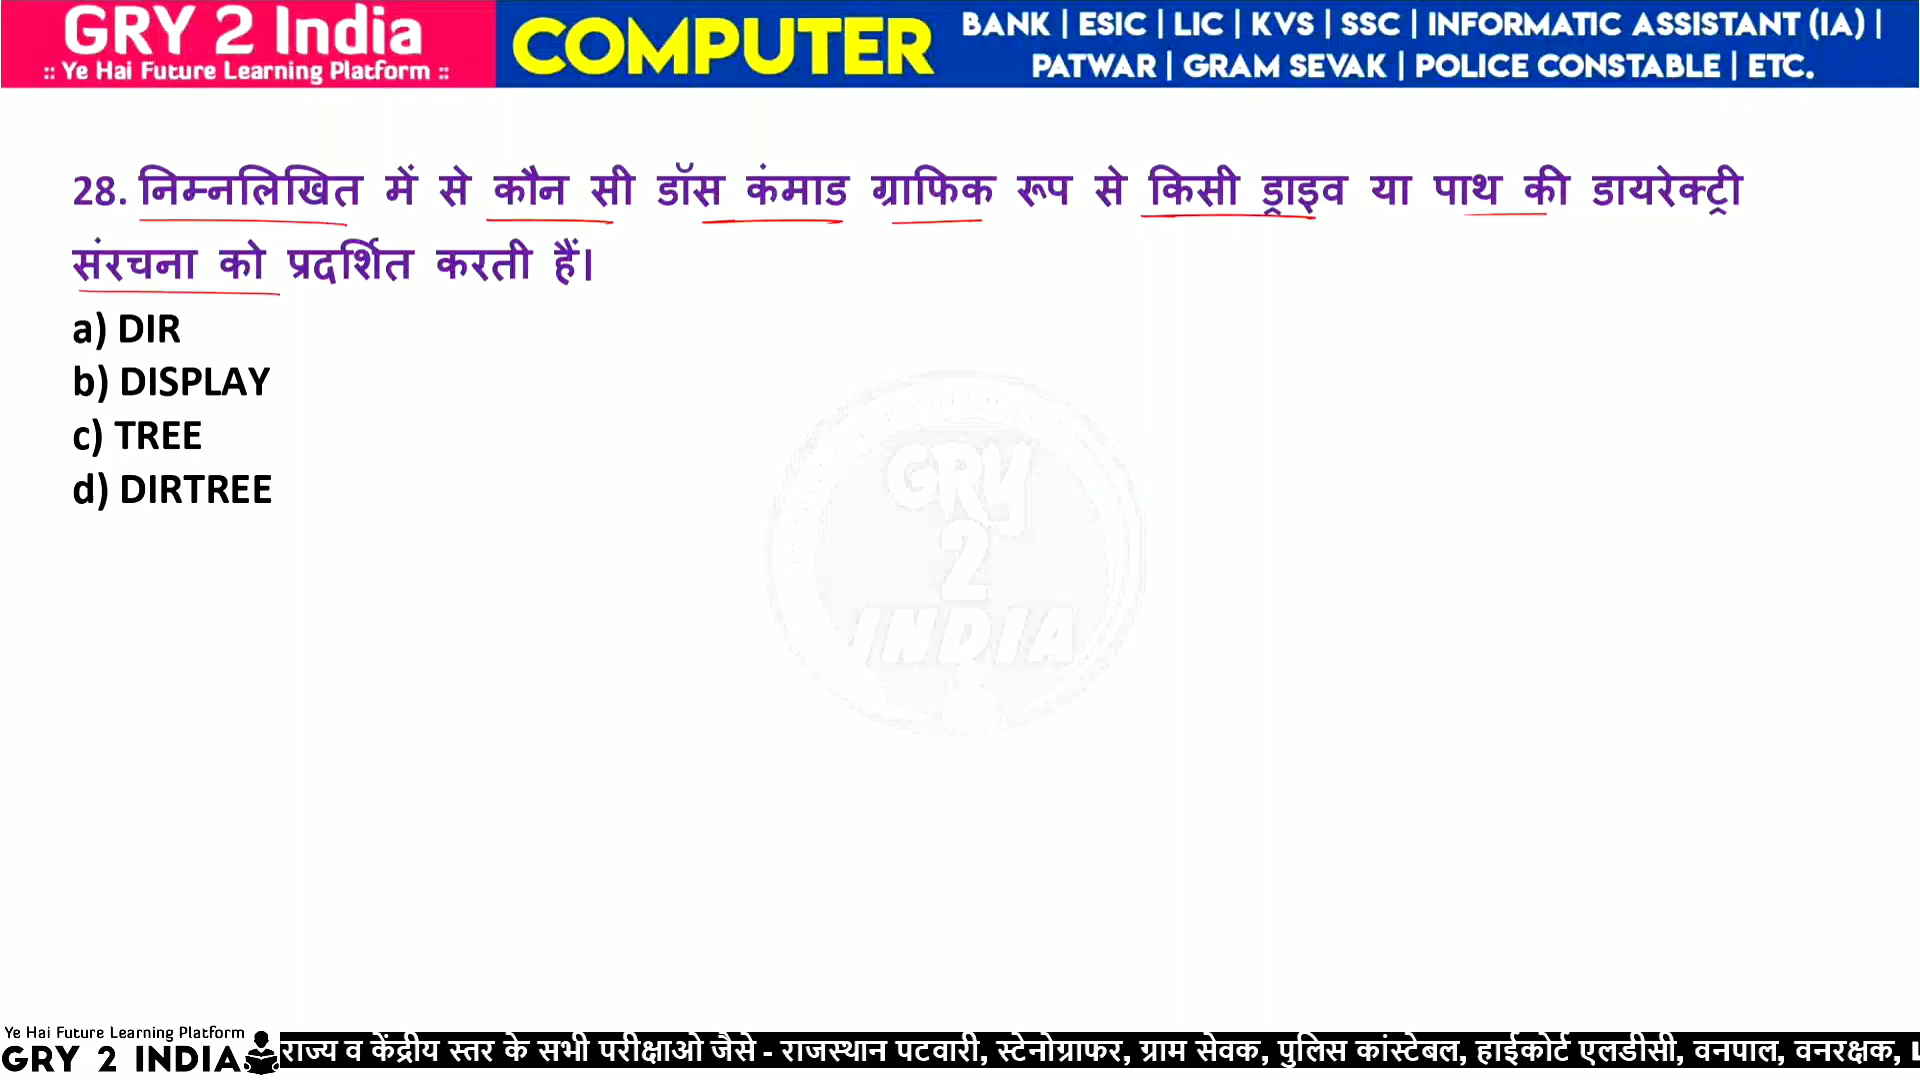 GRY 2 India
:: Ye Hai Future Learning Platform ::
COMPUTER
BANK | ESIC | LIC | KVS | SSC | INFORMATIC ASSISTANT (IA) |
PATWAR | GRAM SEVAK | POLICE CONSTABLE | ETC.
28. निम्नलिखित में से कौन सी डॉस कंमाड ग्राफिक रूप से किसी ड्राइव या पाथ की डायरेक्ट्री
संरचना को प्रदर्शित करती हैं।
a) DIR
b) DISPLAY
c) TREE
d) DIRTREE
GRY
2
INDIA
Ye Hai Future Learning Platform
GRY 2 INDIA
राज्य व केंद्रीय स्तर के सभी परीक्षाओ जैसे - राजस्थान पटवारी, स्टेनोग्राफर, ग्राम सेवक, पुलिस कांस्टेबल, हाईकोर्ट एलडीसी, वनपाल, वनरक्षक,